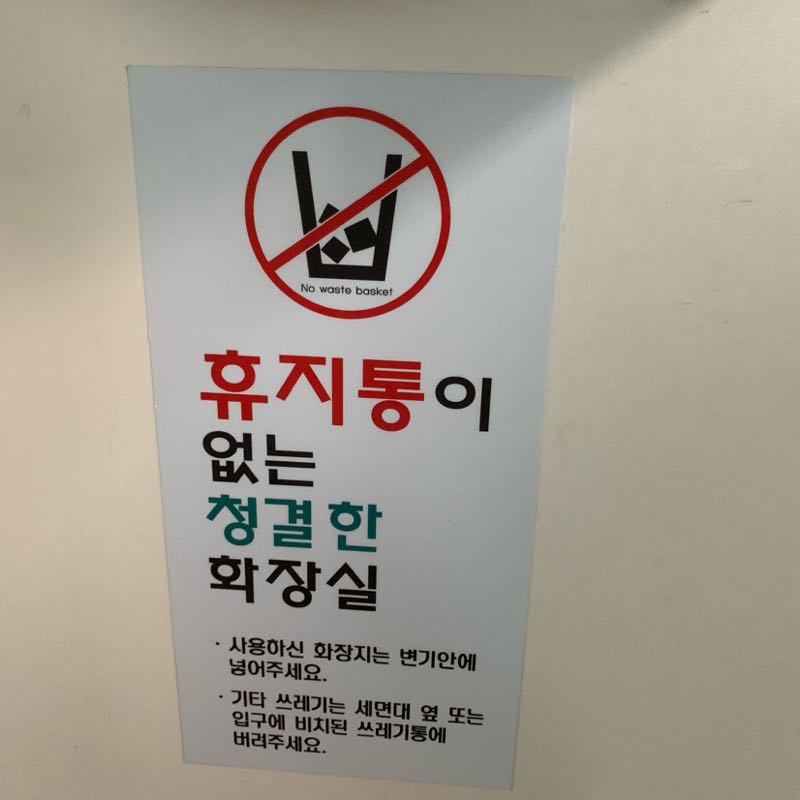 No waste basket
휴지통이
없는
청결한
화장실
· 사용하신 화장지는 변기안에
넣어주세요.
· 기타 쓰레기는 세면대 옆 또는
입구에 비치된 쓰레기통에
버려주세요.